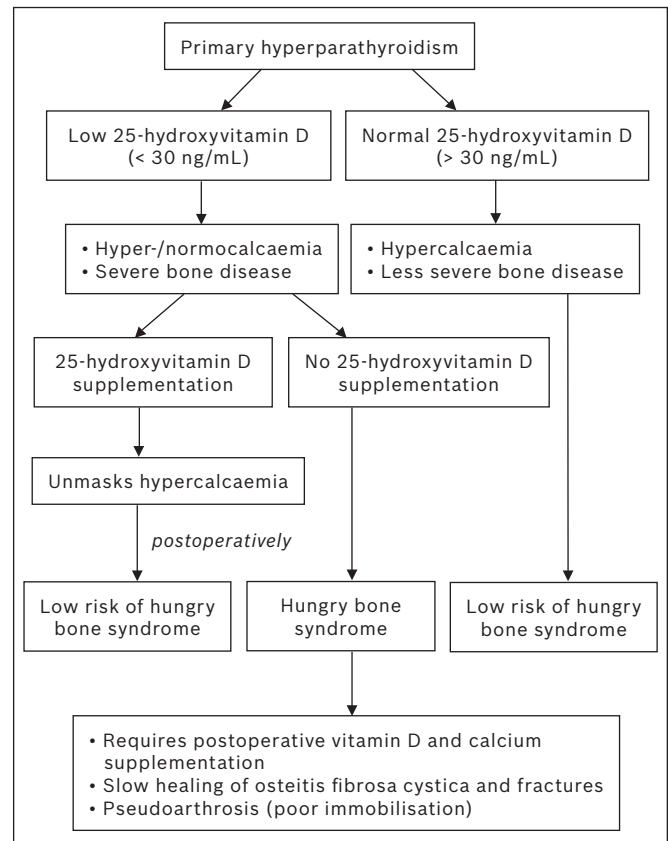 Primary hyperparathyroidism
Low 25-hydroxyvitamin D
(< 30 ng/mL)
Normal 25-hydroxyvitamin D
(> 30 ng/mL)
• Hyper-/normocalcaemia
• Severe bone disease
• Hypercalcaemia
• Less severe bone disease
25-hydroxyvitamin D
supplementation
No 25-hydroxyvitamin D
supplementation
Unmasks hypercalcaemia
postoperatively
Low risk of hungry
bone syndrome
Hungry bone
syndrome
Low risk of hungry
bone syndrome
• Requires postoperative vitamin D and calcium
supplementation
• Slow healing of osteitis fibrosa cystica and fractures
• Pseudoarthrosis (poor immobilisation)